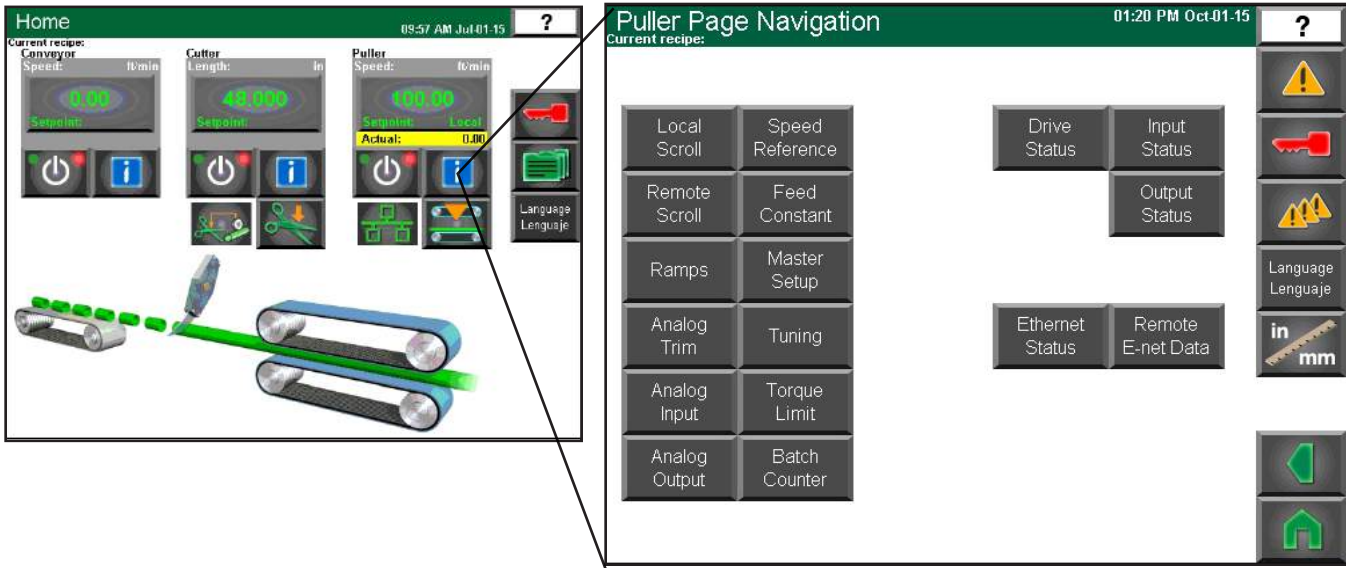 Home
09:57 AM Jul-01-15
?
Current recipe:
Conveyor
Speed: ft/min
0.00
Setpoint:
Cutter
Length: in
48.000
Setpoint:
Puller
Speed: ft/min
100.00
Setpoint: Local
Actual: 0.00
i
i
i
Language
Lenguaje
Puller Page Navigation
01:20 PM Oct-01-15
?
Current recipe:
Local
Scroll
Speed
Reference
Remote
Scroll
Feed
Constant
Ramps
Master
Setup
Analog
Trim
Tuning
Analog
Input
Torque
Limit
Analog
Output
Batch
Counter
Drive
Status
Input
Status
Output
Status
Ethernet
Status
Remote
E-net Data
Language
Lenguaje
in
mm